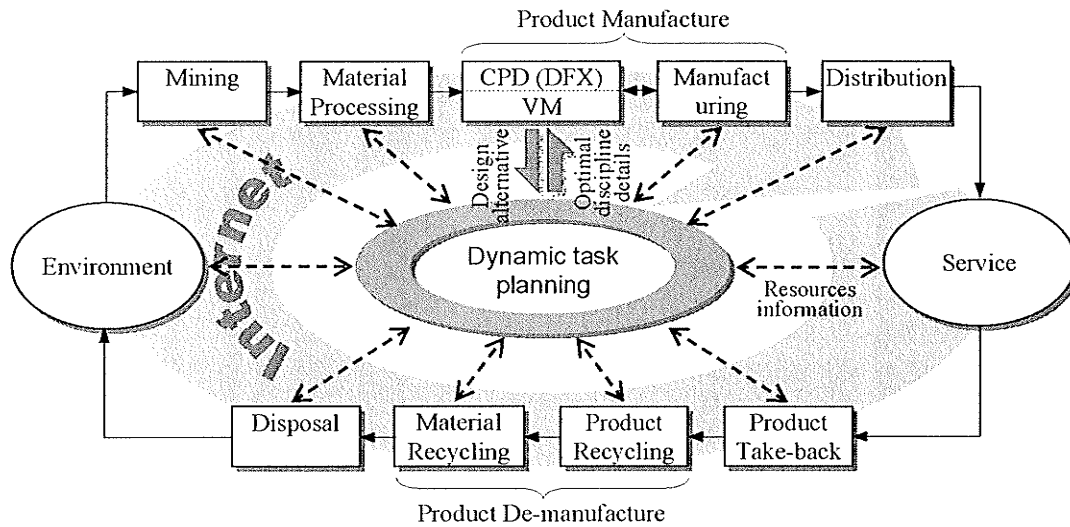 Product Manufacture
Mining
Material
Processing
CPD (DFX)
VM
Manufact
uring
Distribution
Design
alternative
Optimal
discipline
details
Internet
Environment
Dynamic task
planning
Service
Resources
information
Disposal
Material
Recycling
Product
Recycling
Product
Take-back
Product De-manufacture